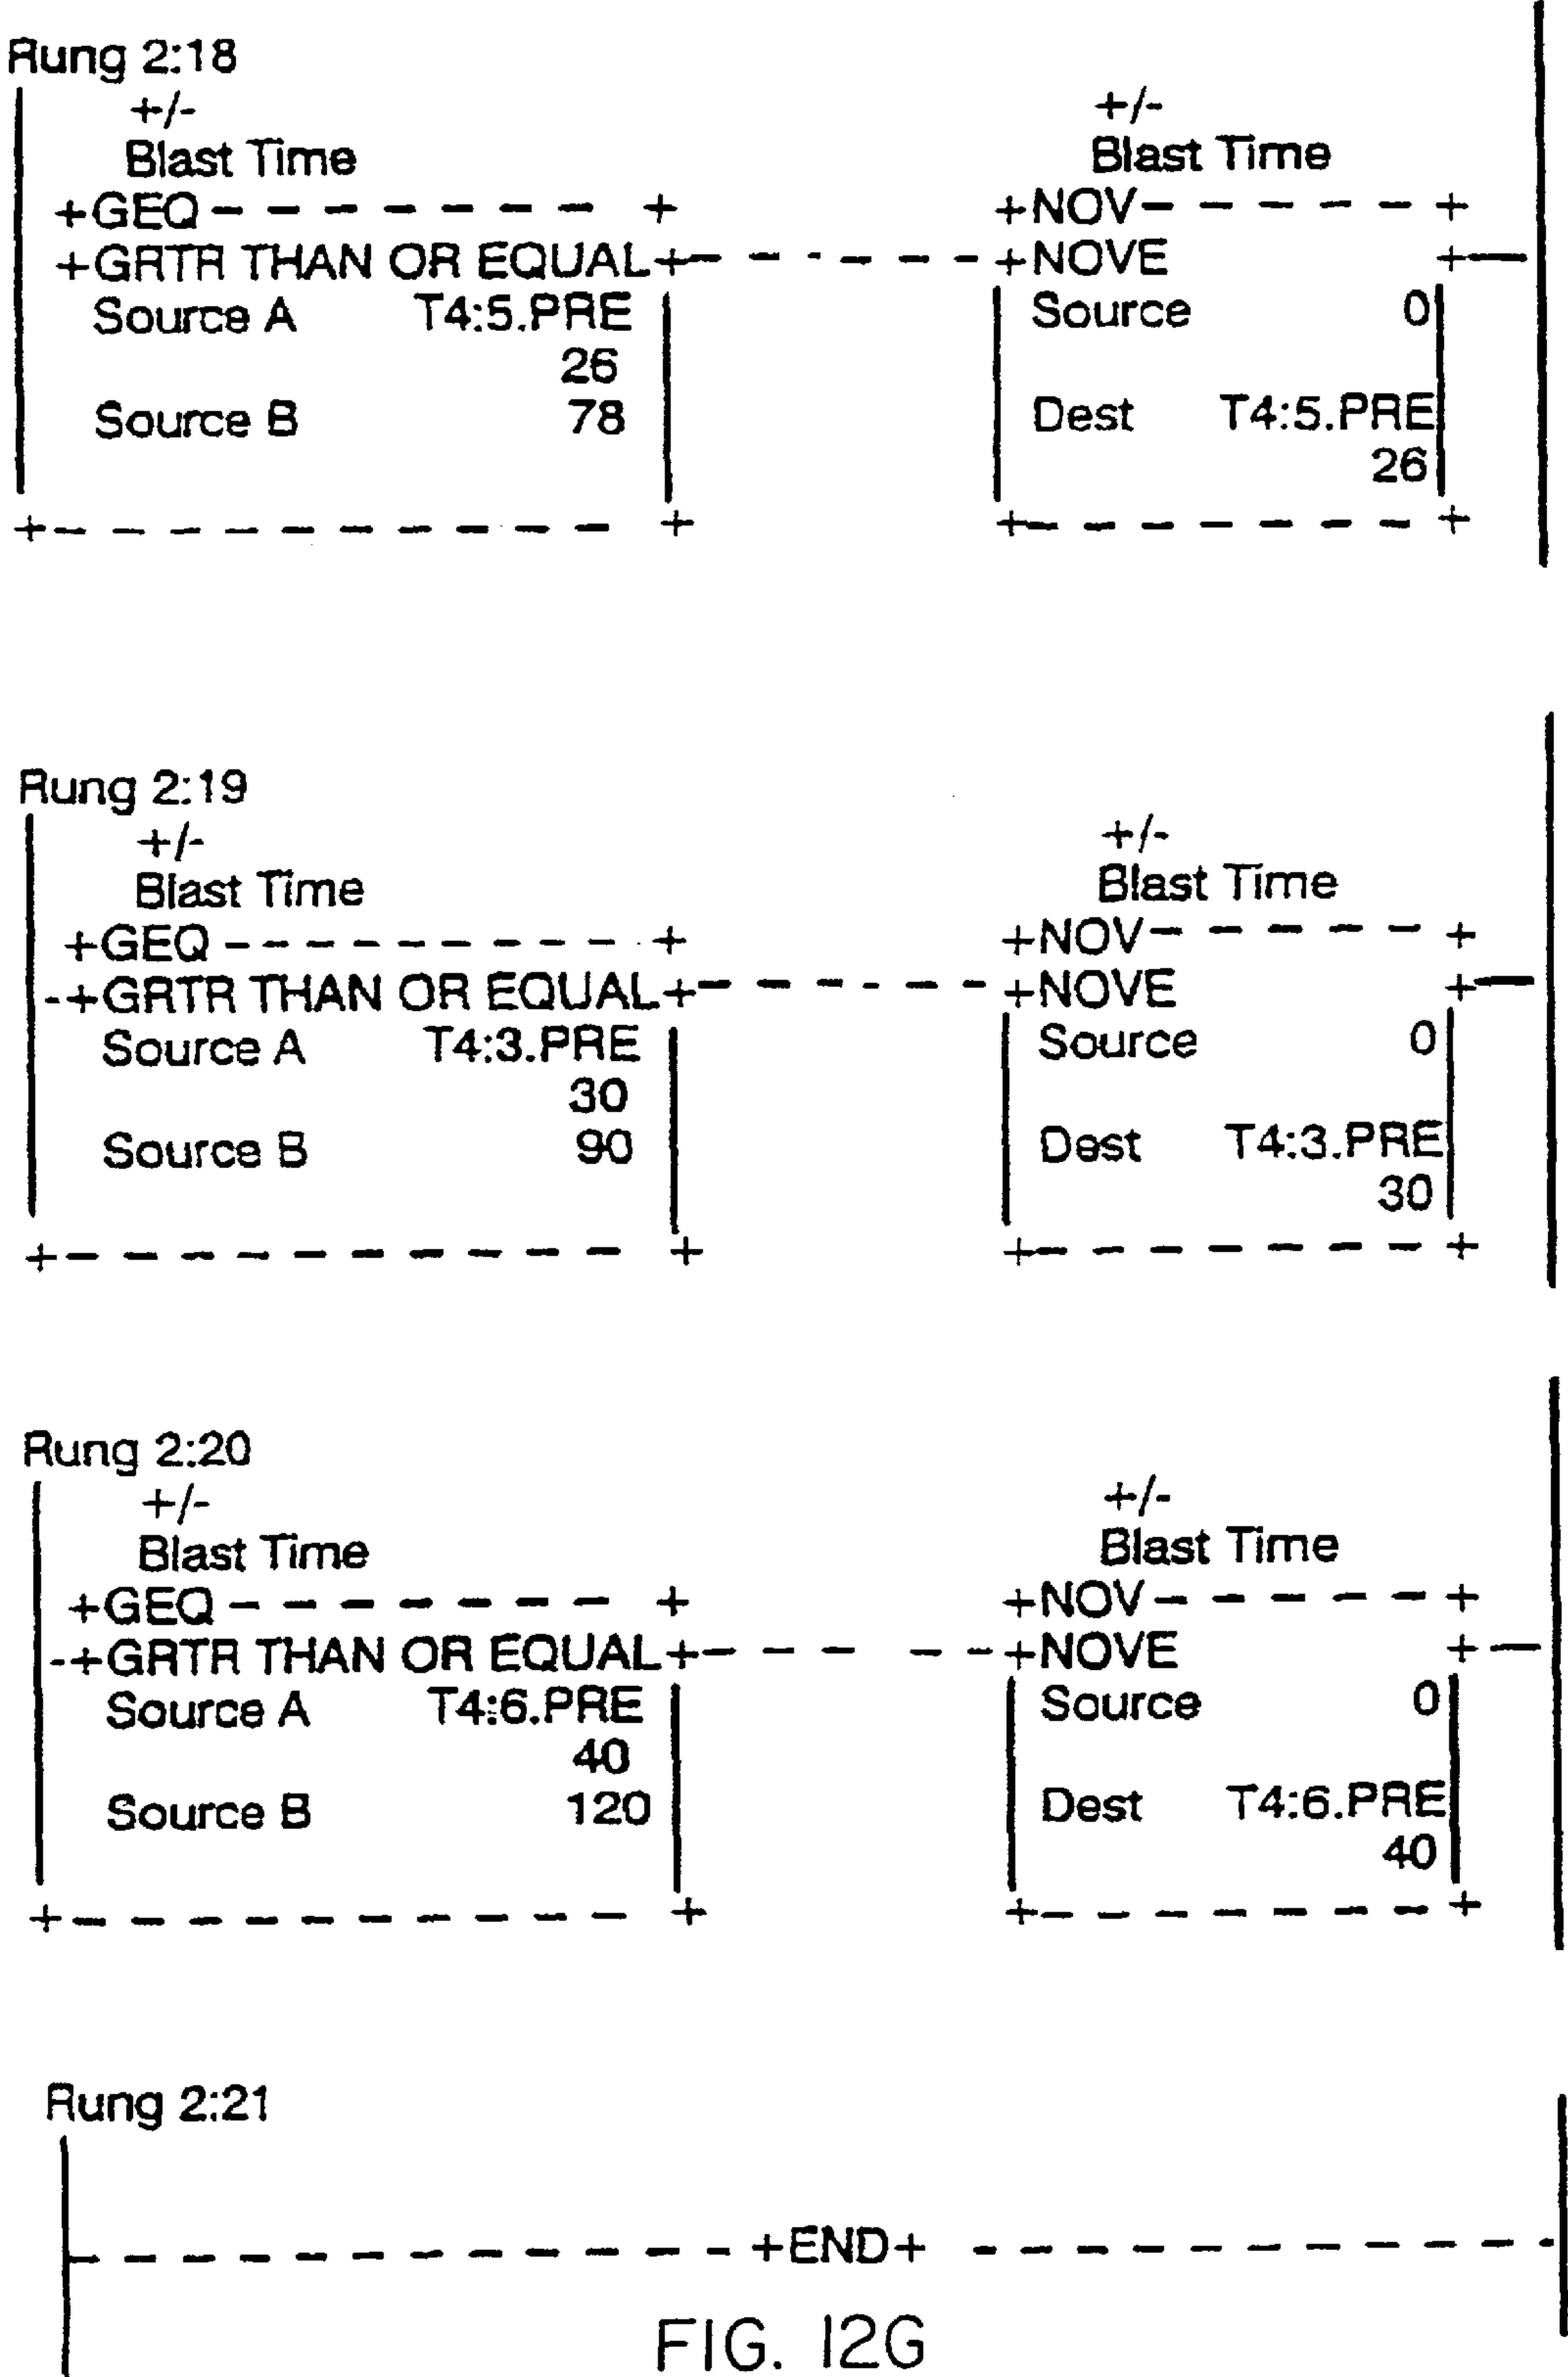 Rung 2:18
+/- +/-
Blast Time Blast Time
+GEQ - - - - - - - + +NOV - - - - - +
+GRTR THAN OR EQUAL+- - - - - - +NOVE +—
Source A T4:5.PRE Source 0
26
Source B 78 Dest T4:5.PRE
26
+- - - - - - - - - - + +- - - - - - - +
Rung 2:19
+/- +/-
Blast Time Blast Time
+GEQ - - - - - - - - - - - + +NOV - - - - - +
-+GRTR THAN OR EQUAL+- - - - - - +NOVE +—
Source A T4:3.PRE Source 0
30
Source B 90 Dest T4:3.PRE
30
+- - - - - - - - - - + +- - - - - - - +
Rung 2:20
+/- +/-
Blast Time Blast Time
+GEQ - - - - - - - + +NOV - - - - - +
-+GRTR THAN OR EQUAL+- - - - - +NOVE +—
Source A T4:6.PRE Source 0
40
Source B 120 Dest T4:6.PRE
40
+- - - - - - - - - - + +- - - - - - - +
Rung 2:21
- - - - - - - - - - - - +END+ - - - - - - - - - - -
FIG. 12G